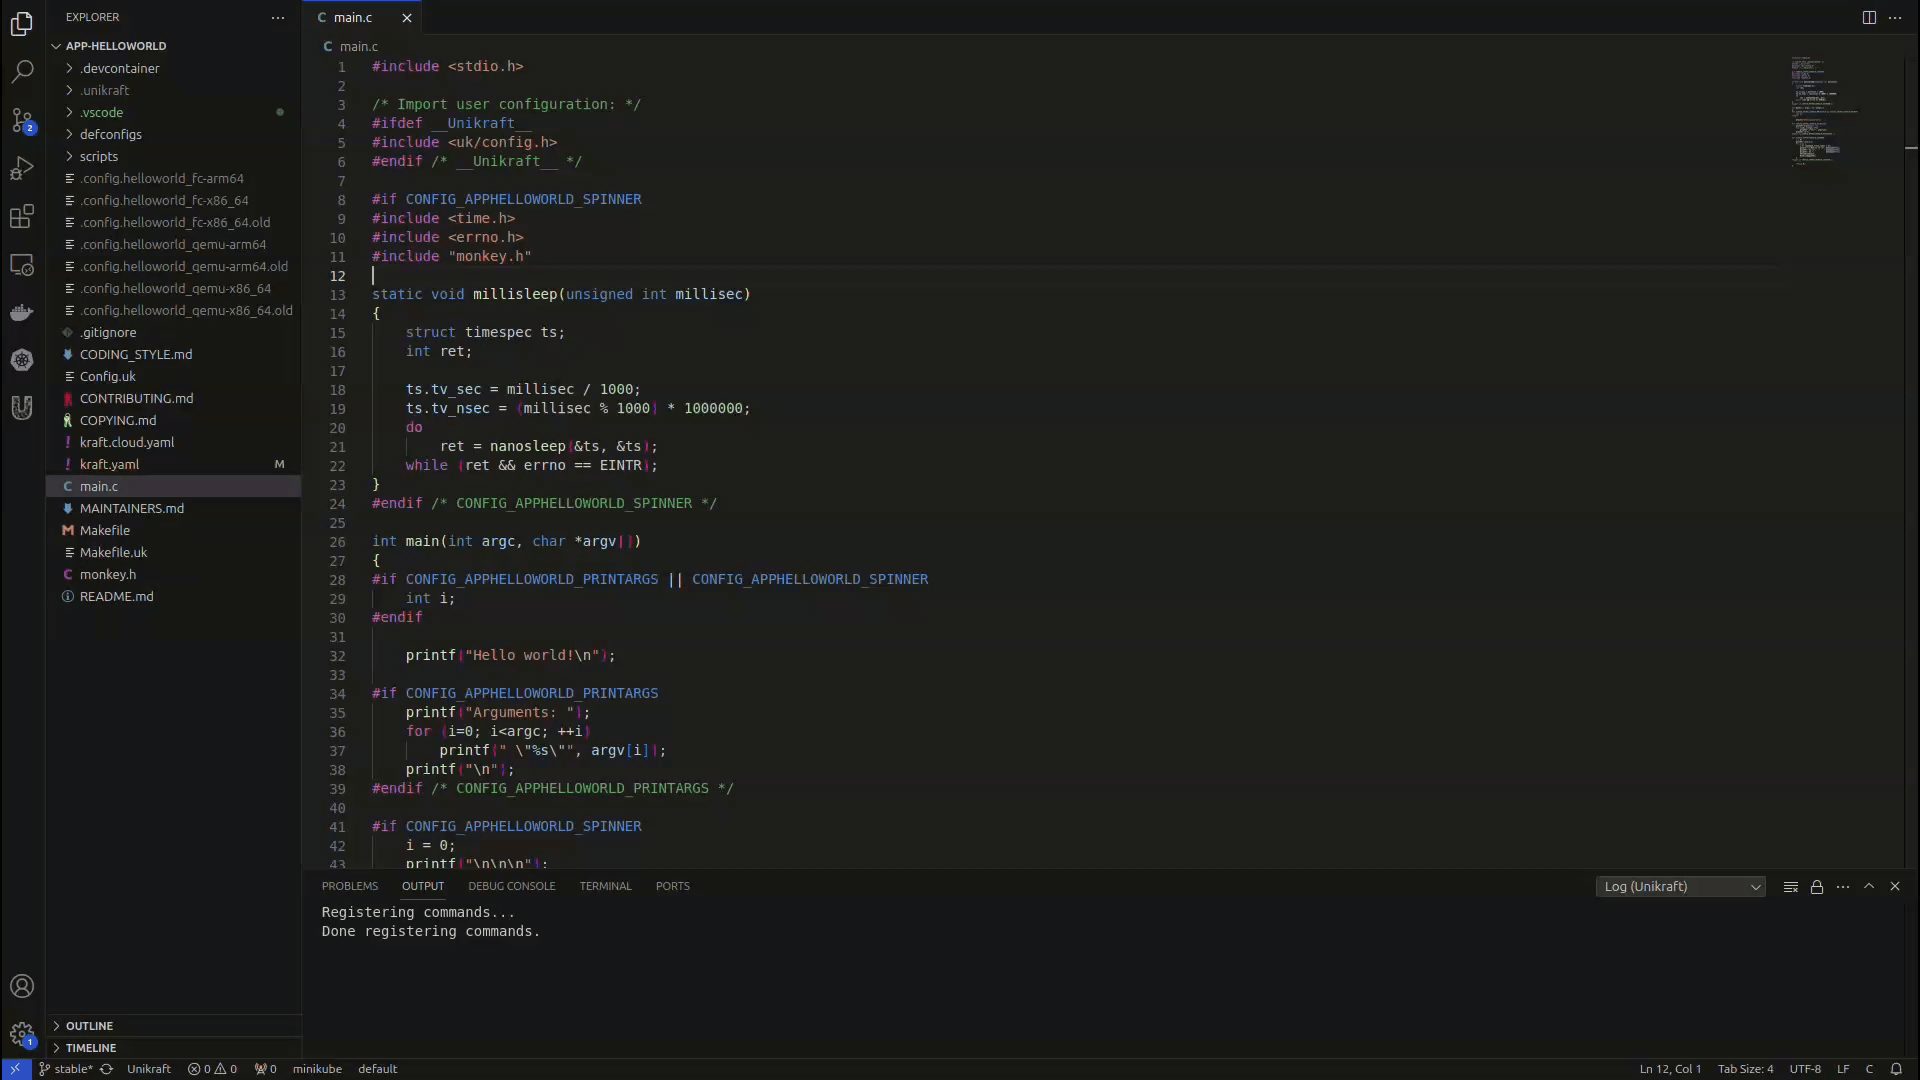 EXPLORER
APP-HELLOWORLD
.devcontainer
.unikraft
.vscode
defconfigs
scripts
.config.helloworld_fc-arm64
.config.helloworld_fc-x86_64
.config.helloworld_fc-x86_64.old
.config.helloworld_qemu-arm64
.config.helloworld_qemu-arm64.old
.config.helloworld_qemu-x86_64
.config.helloworld_qemu-x86_64.old
.gitignore
CODING_STYLE.md
Config.uk
CONTRIBUTING.md
COPYING.md
! kraft.cloud.yaml
! kraft.yaml M
C main.c
MAINTAINERS.md
M Makefile
Makefile.uk
C monkey.h
README.md
OUTLINE
TIMELINE
2
1
C main.c
C main.c
1 #include <stdio.h>
2
3 /* Import user configuration: */
4 #ifdef __Unikraft__
5 #include <uk/config.h>
6 #endif /* __Unikraft__ */
7
8 #if CONFIG_APPHELLOWORLD_SPINNER
9 #include <time.h>
10 #include <errno.h>
11 #include "monkey.h"
12
13 static void millisleep(unsigned int millisec)
14 {
15 struct timespec ts;
16 int ret;
17
18 ts.tv_sec = millisec / 1000;
19 ts.tv_nsec = (millisec % 1000) * 1000000;
20 do
21 ret = nanosleep(&ts, &ts);
22 while (ret && errno == EINTR);
23 }
24 #endif /* CONFIG_APPHELLOWORLD_SPINNER */
25
26 int main(int argc, char *argv[])
27 {
28 #if CONFIG_APPHELLOWORLD_PRINTARGS || CONFIG_APPHELLOWORLD_SPINNER
29 int i;
30 #endif
31
32 printf("Hello world!\n");
33
34 #if CONFIG_APPHELLOWORLD_PRINTARGS
35 printf("Arguments: ");
36 for (i=0; i<argc; ++i)
37 printf(" \"%s\"", argv[i]);
38 printf("\n");
39 #endif /* CONFIG_APPHELLOWORLD_PRINTARGS */
40
41 #if CONFIG_APPHELLOWORLD_SPINNER
42 i = 0;
43 printf("\n\n\n");
PROBLEMS OUTPUT DEBUG CONSOLE TERMINAL PORTS
Log (Unikraft)
Registering commands...
Done registering commands.
stable* Unikraft 0 0 0 minikube default
Ln 12, Col 1 Tab Size: 4 UTF-8 LF C